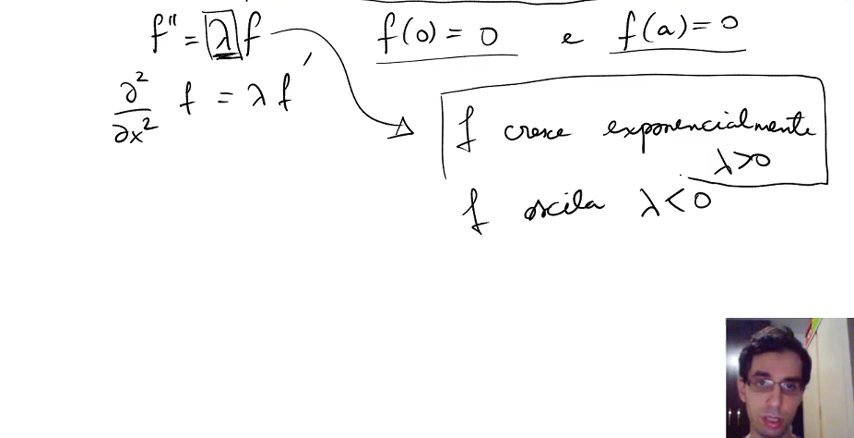 f'' = λ f
f(0) = 0 e f(a) = 0
∂²/∂x² f = λ f
f cresce exponencialmente
λ>0
f oscila λ<0